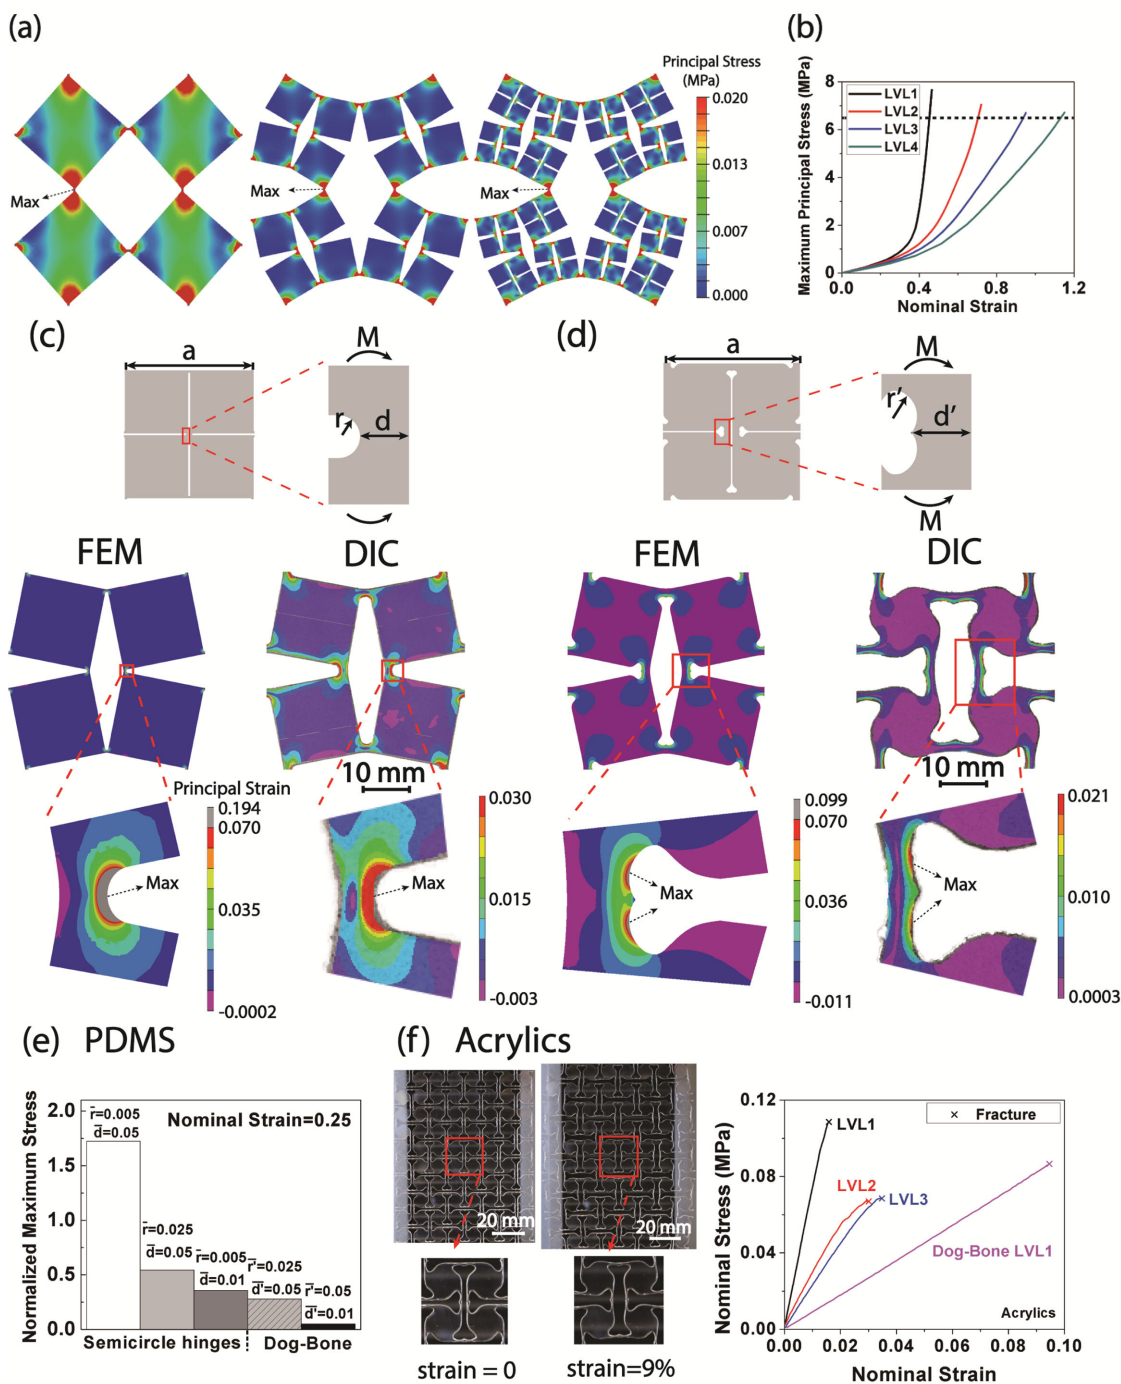 (a)
Principal Stress
(MPa)
0.020
0.013
0.007
0.000
Max
Max
Max
(b)
Maximum Principal Stress (MPa)
8
6
4
2
0
LVL1
LVL2
LVL3
LVL4
0.0
0.4
0.8
1.2
Nominal Strain
(c)
a
M
r
d
M
(d)
a
M
r'
d'
M
FEM
DIC
FEM
DIC
10 mm
10 mm
Principal Strain
0.194
0.070
0.035
-0.0002
Max
0.030
0.015
-0.003
Max
0.099
0.070
0.036
-0.011
Max
0.021
0.010
0.0003
Max
(e) PDMS
Normalized Maximum Stress
2.0
1.5
1.0
0.5
0.0
r̄=0.005
d̄=0.05
Nominal Strain=0.25
r̄=0.025
d̄=0.05
r̄=0.005
d̄=0.01
r̄'=0.025
d̄'=0.05
r̄'=0.05
d̄'=0.01
Semicircle hinges
Dog-Bone
(f) Acrylics
20 mm
20 mm
strain = 0
strain=9%
Nominal Stress (MPa)
0.12
0.08
0.04
0.00
× Fracture
LVL1
LVL2
LVL3
Dog-Bone LVL1
Acrylics
0.00
0.02
0.04
0.06
0.08
0.10
Nominal Strain